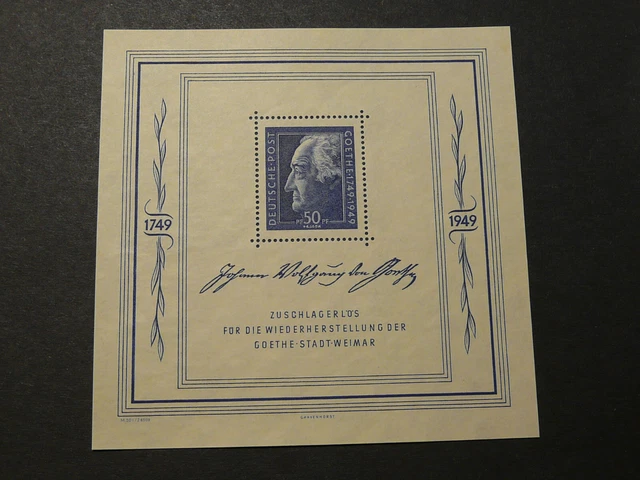 DEUTSCHE·POST
GOETHE 1749·1949
PF 50 PF
1749
1949
Johann Wolfgang von Goethe
ZUSCHLAGERLÖS
FÜR DIE WIEDERHERSTELLUNG DER
GOETHE-STADT-WEIMAR